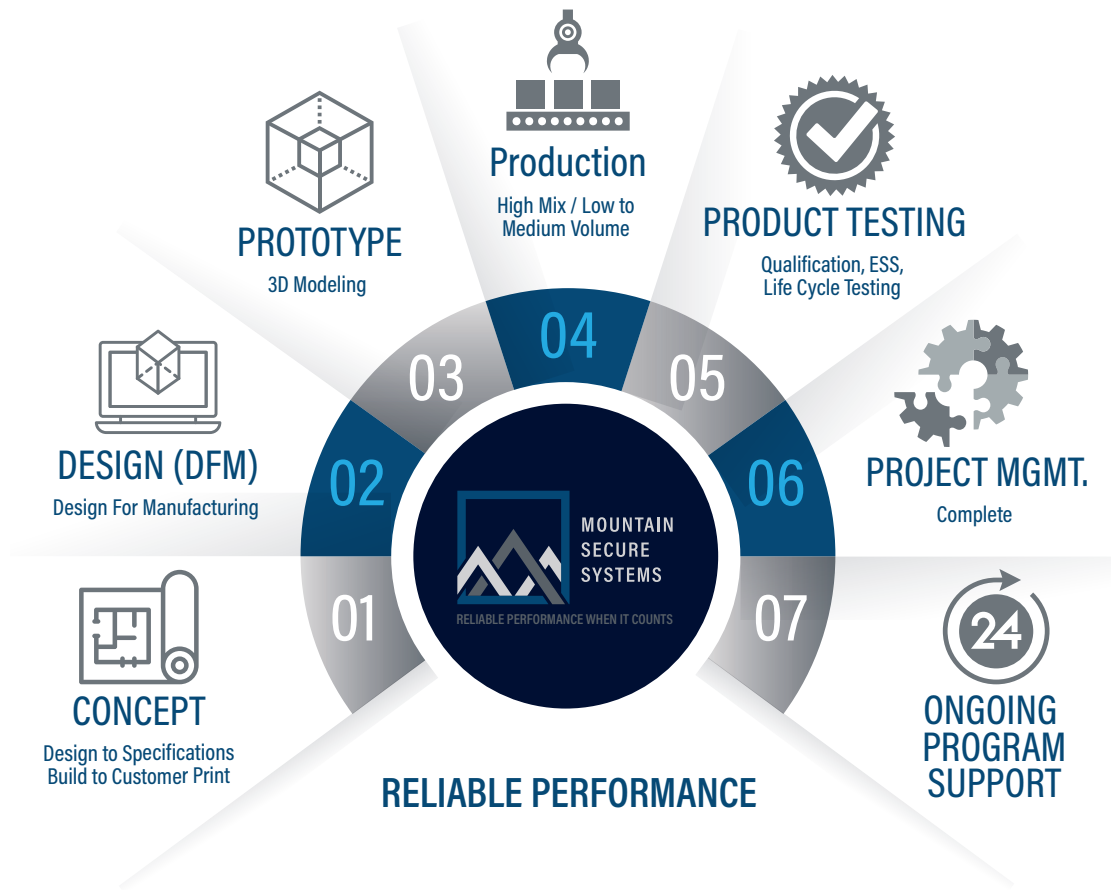 01
CONCEPT
Design to Specifications
Build to Customer Print
02
DESIGN (DFM)
Design For Manufacturing
03
PROTOTYPE
3D Modeling
04
Production
High Mix / Low to
Medium Volume
05
PRODUCT TESTING
Qualification, ESS,
Life Cycle Testing
06
PROJECT MGMT.
Complete
07
24
ONGOING
PROGRAM
SUPPORT
MOUNTAIN
SECURE
SYSTEMS
RELIABLE PERFORMANCE WHEN IT COUNTS
RELIABLE PERFORMANCE